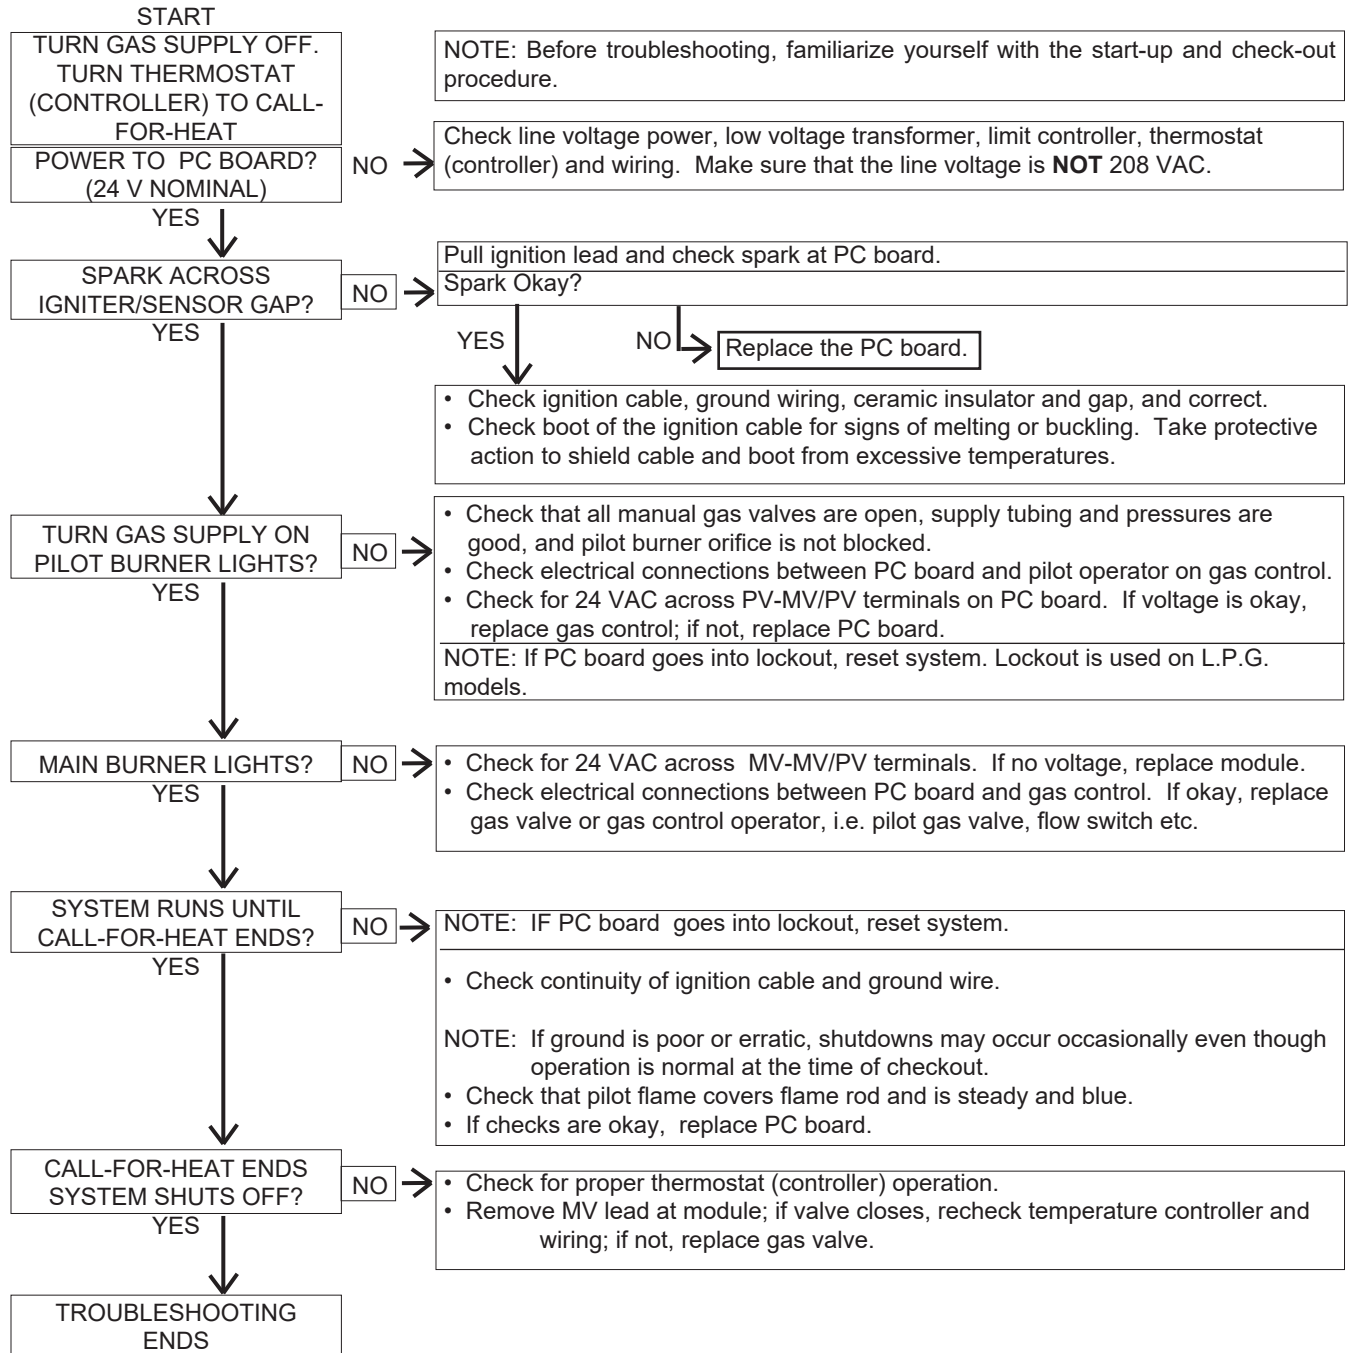 START
TURN GAS SUPPLY OFF.
TURN THERMOSTAT
(CONTROLLER) TO CALL-
FOR-HEAT
NOTE: Before troubleshooting, familiarize yourself with the start-up and check-out
procedure.
POWER TO PC BOARD?
(24 V NOMINAL)
NO
Check line voltage power, low voltage transformer, limit controller, thermostat
(controller) and wiring. Make sure that the line voltage is NOT 208 VAC.
YES
SPARK ACROSS
IGNITER/SENSOR GAP?
NO
Pull ignition lead and check spark at PC board.
Spark Okay?
YES
YES
NO
Replace the PC board.
• Check ignition cable, ground wiring, ceramic insulator and gap, and correct.
• Check boot of the ignition cable for signs of melting or buckling. Take protective
action to shield cable and boot from excessive temperatures.
TURN GAS SUPPLY ON
PILOT BURNER LIGHTS?
NO
• Check that all manual gas valves are open, supply tubing and pressures are
good, and pilot burner orifice is not blocked.
• Check electrical connections between PC board and pilot operator on gas control.
• Check for 24 VAC across PV-MV/PV terminals on PC board. If voltage is okay,
replace gas control; if not, replace PC board.
NOTE: If PC board goes into lockout, reset system. Lockout is used on L.P.G.
models.
YES
MAIN BURNER LIGHTS?
NO
• Check for 24 VAC across MV-MV/PV terminals. If no voltage, replace module.
• Check electrical connections between PC board and gas control. If okay, replace
gas valve or gas control operator, i.e. pilot gas valve, flow switch etc.
YES
SYSTEM RUNS UNTIL
CALL-FOR-HEAT ENDS?
NO
NOTE: IF PC board goes into lockout, reset system.
• Check continuity of ignition cable and ground wire.
NOTE: If ground is poor or erratic, shutdowns may occur occasionally even though
operation is normal at the time of checkout.
• Check that pilot flame covers flame rod and is steady and blue.
• If checks are okay, replace PC board.
YES
CALL-FOR-HEAT ENDS
SYSTEM SHUTS OFF?
NO
• Check for proper thermostat (controller) operation.
• Remove MV lead at module; if valve closes, recheck temperature controller and
wiring; if not, replace gas valve.
YES
TROUBLESHOOTING
ENDS